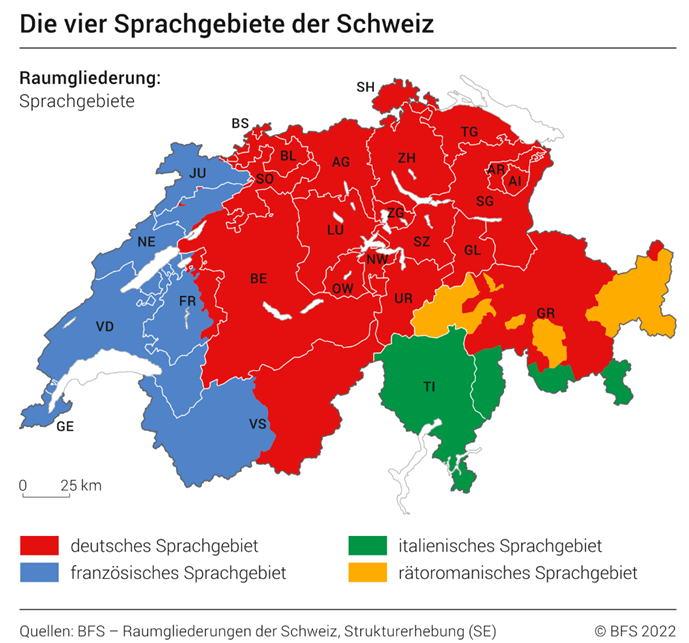 Die vier Sprachgebiete der Schweiz
Raumgliederung:
Sprachgebiete
SH
BS
TG
BL
AG
ZH
JU
SO
AR
AI
SG
ZG
LU
NE
SZ
GL
NW
BE
OW
UR
FR
GR
VD
TI
GE
VS
0 25 km
deutsches Sprachgebiet
italienisches Sprachgebiet
französisches Sprachgebiet
rätoromanisches Sprachgebiet
Quellen: BFS – Raumgliederungen der Schweiz, Strukturerhebung (SE)
© BFS 2022